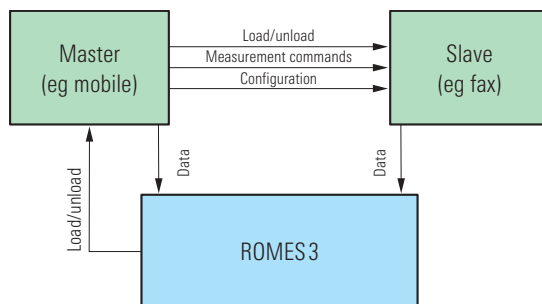 Master
(eg mobile)
Load/unload
Measurement commands
Configuration
Slave
(eg fax)
Load/unload
Data
Data
ROMES 3